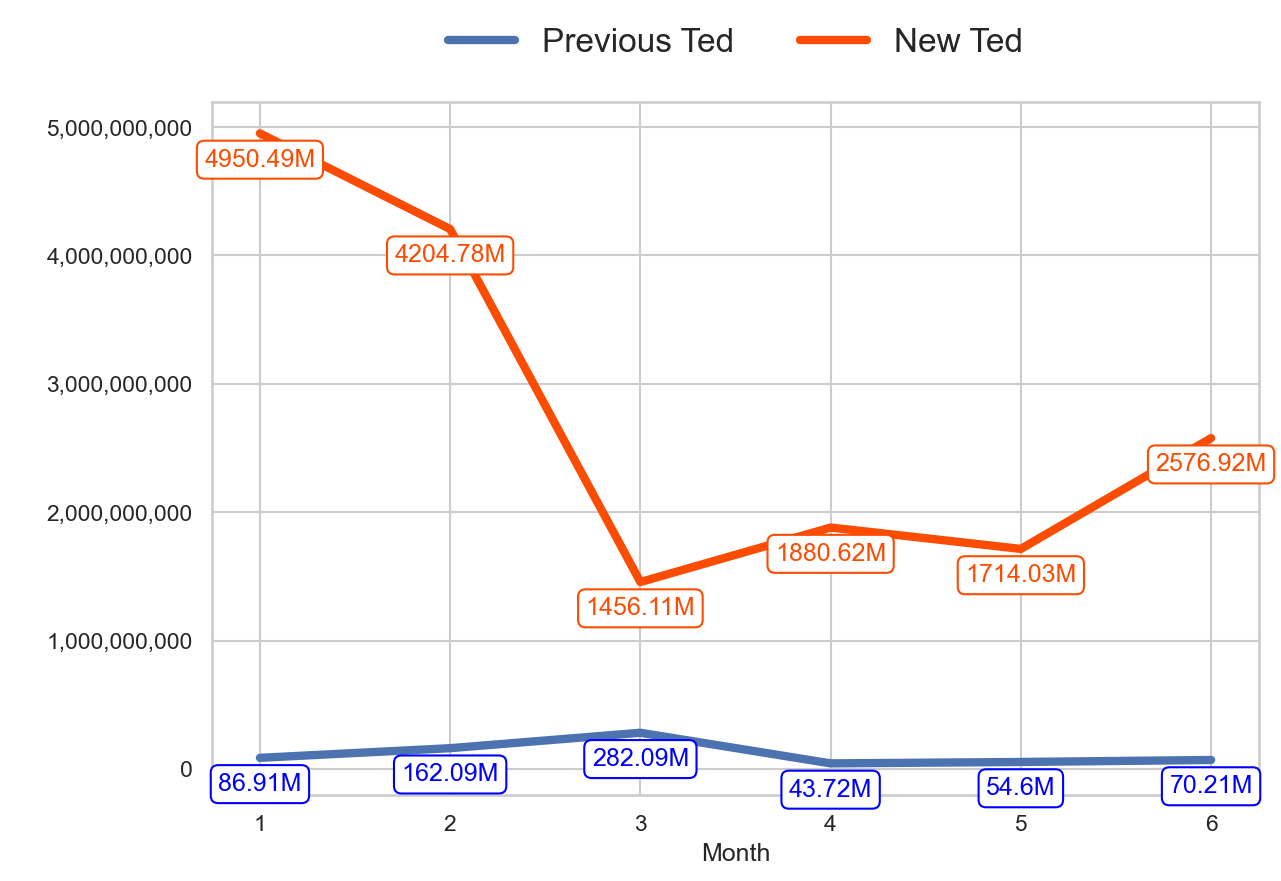 Previous Ted New Ted
5,000,000,000
4950.49M
4204.78M
4,000,000,000
3,000,000,000
2576.92M
2,000,000,000
1880.62M
1714.03M
1456.11M
1,000,000,000
282.09M
0
162.09M
86.91M
70.21M
54.6M
43.72M
1 2 3 4 5 6
Month